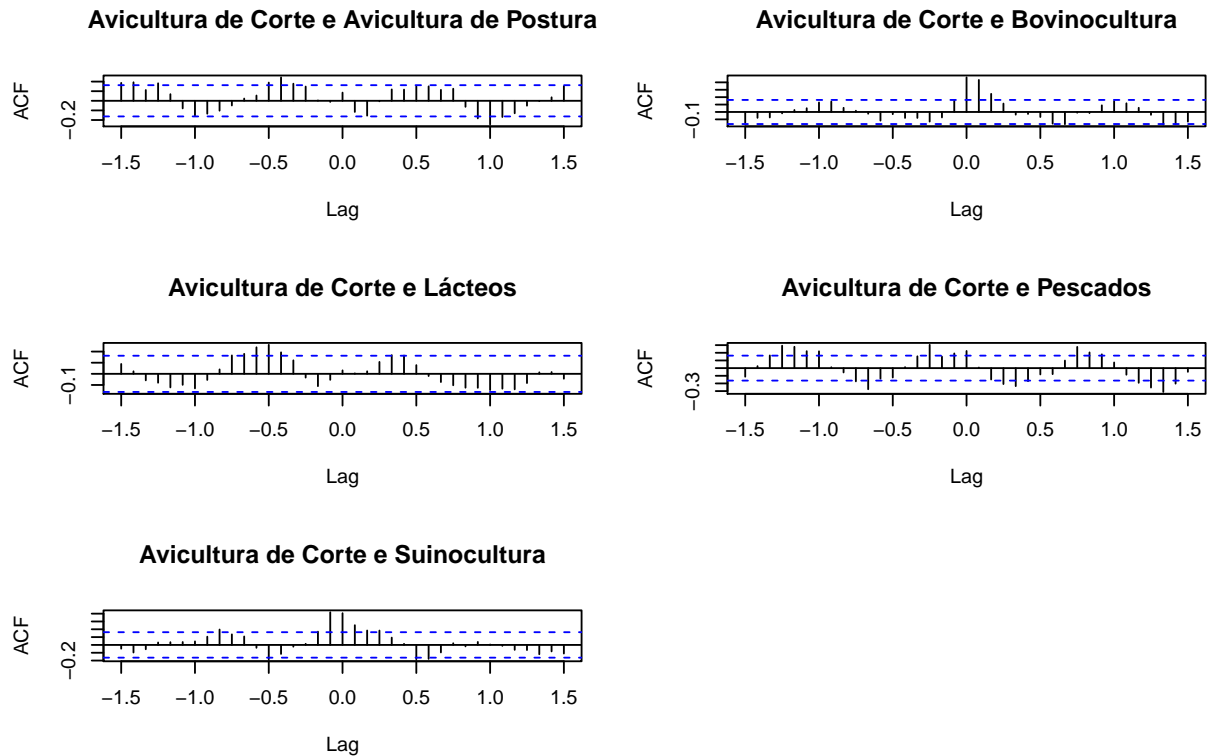 Avicultura de Corte e Avicultura de Postura
ACF
−0.2
−1.5 −1.0 −0.5 0.0 0.5 1.0 1.5
Lag
Avicultura de Corte e Bovinocultura
ACF
−0.1
−1.5 −1.0 −0.5 0.0 0.5 1.0 1.5
Lag
Avicultura de Corte e Lácteos
ACF
−0.1
−1.5 −1.0 −0.5 0.0 0.5 1.0 1.5
Lag
Avicultura de Corte e Pescados
ACF
−0.3
−1.5 −1.0 −0.5 0.0 0.5 1.0 1.5
Lag
Avicultura de Corte e Suinocultura
ACF
−0.2
−1.5 −1.0 −0.5 0.0 0.5 1.0 1.5
Lag